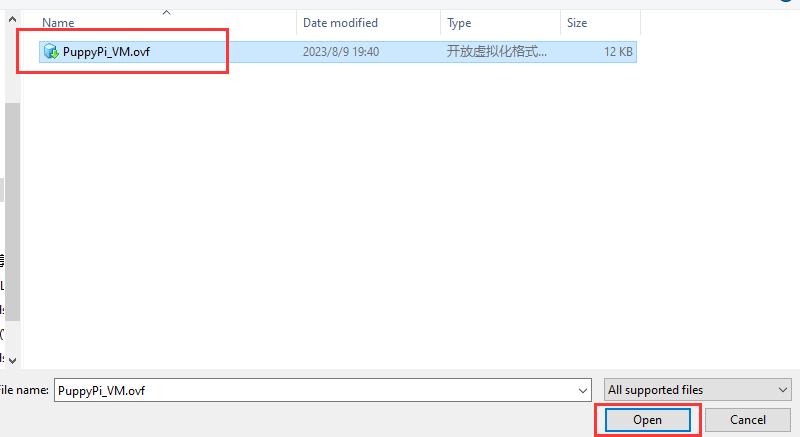 Name Date modified Type Size
PuppyPi_VM.ovf 2023/8/9 19:40 开放虚拟化格式... 12 KB
File name: PuppyPi_VM.ovf All supported files
Open Cancel